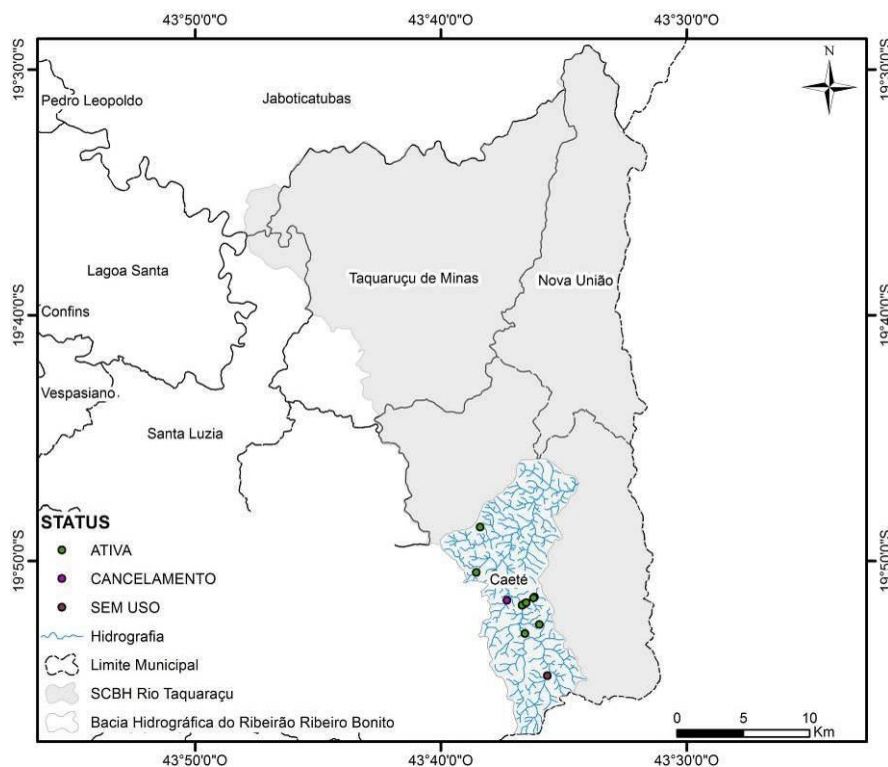 43°50'0"O 43°40'0"O 43°30'0"O
19°30'0"S 19°30'0"S
N
Pedro Leopoldo
Jaboticatubas
Lagoa Santa
Taquaruçu de Minas
Nova União
Confins
19°40'0"S 19°40'0"S
Vespasiano
Santa Luzia
STATUS
ATIVA
CANCELAMENTO
SEM USO
Hidrografia
Limite Municipal
SCBH Rio Taquaraçu
Bacia Hidrográfica do Ribeirão Ribeiro Bonito
19°50'0"S 19°50'0"S
Caeté
0 5 10
Km
43°50'0"O 43°40'0"O 43°30'0"O